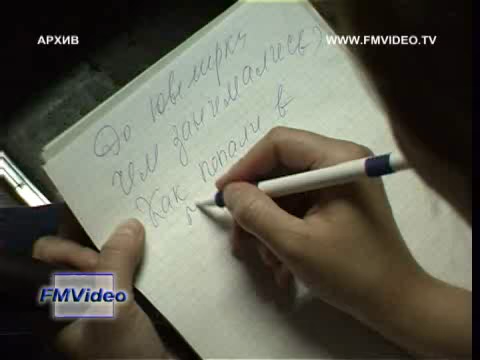 АРХИВ
WWW.FMVIDEO.TV
До ювелирки
чем занимались?
Как попали в
FMVideo